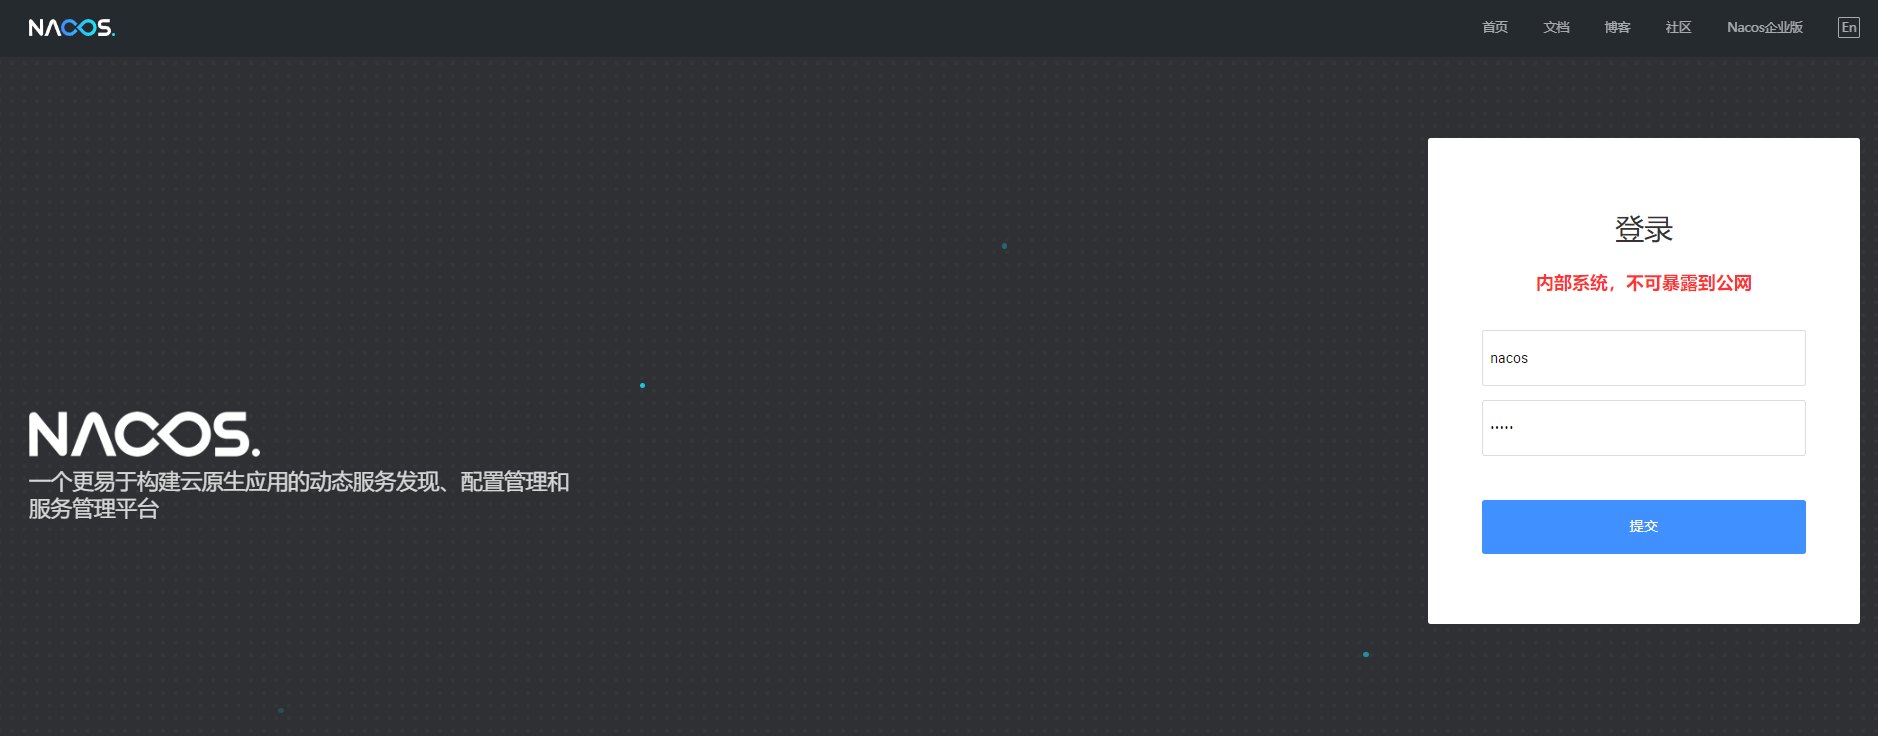 NACOS.
首页 文档 博客 社区 Nacos企业版 En
登录
内部系统，不可暴露到公网
nacos
•••••
提交
NACOS.
一个更易于构建云原生应用的动态服务发现、配置管理和
服务管理平台